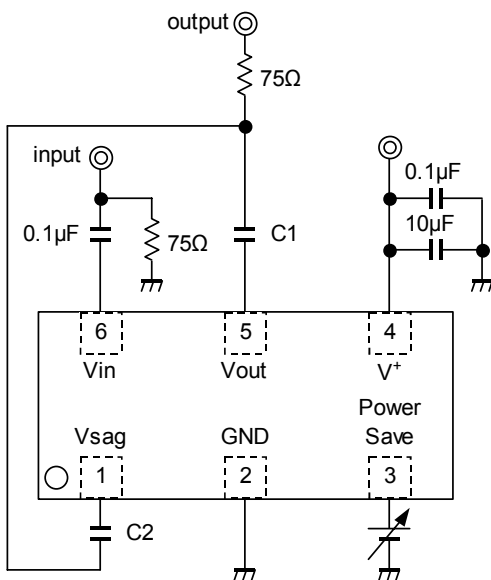 output
75Ω
input
0.1µF
75Ω
C1
0.1µF
10µF
6
5
4
Vin
Vout
V+
Power
Save
Vsag
GND
1
2
3
C2